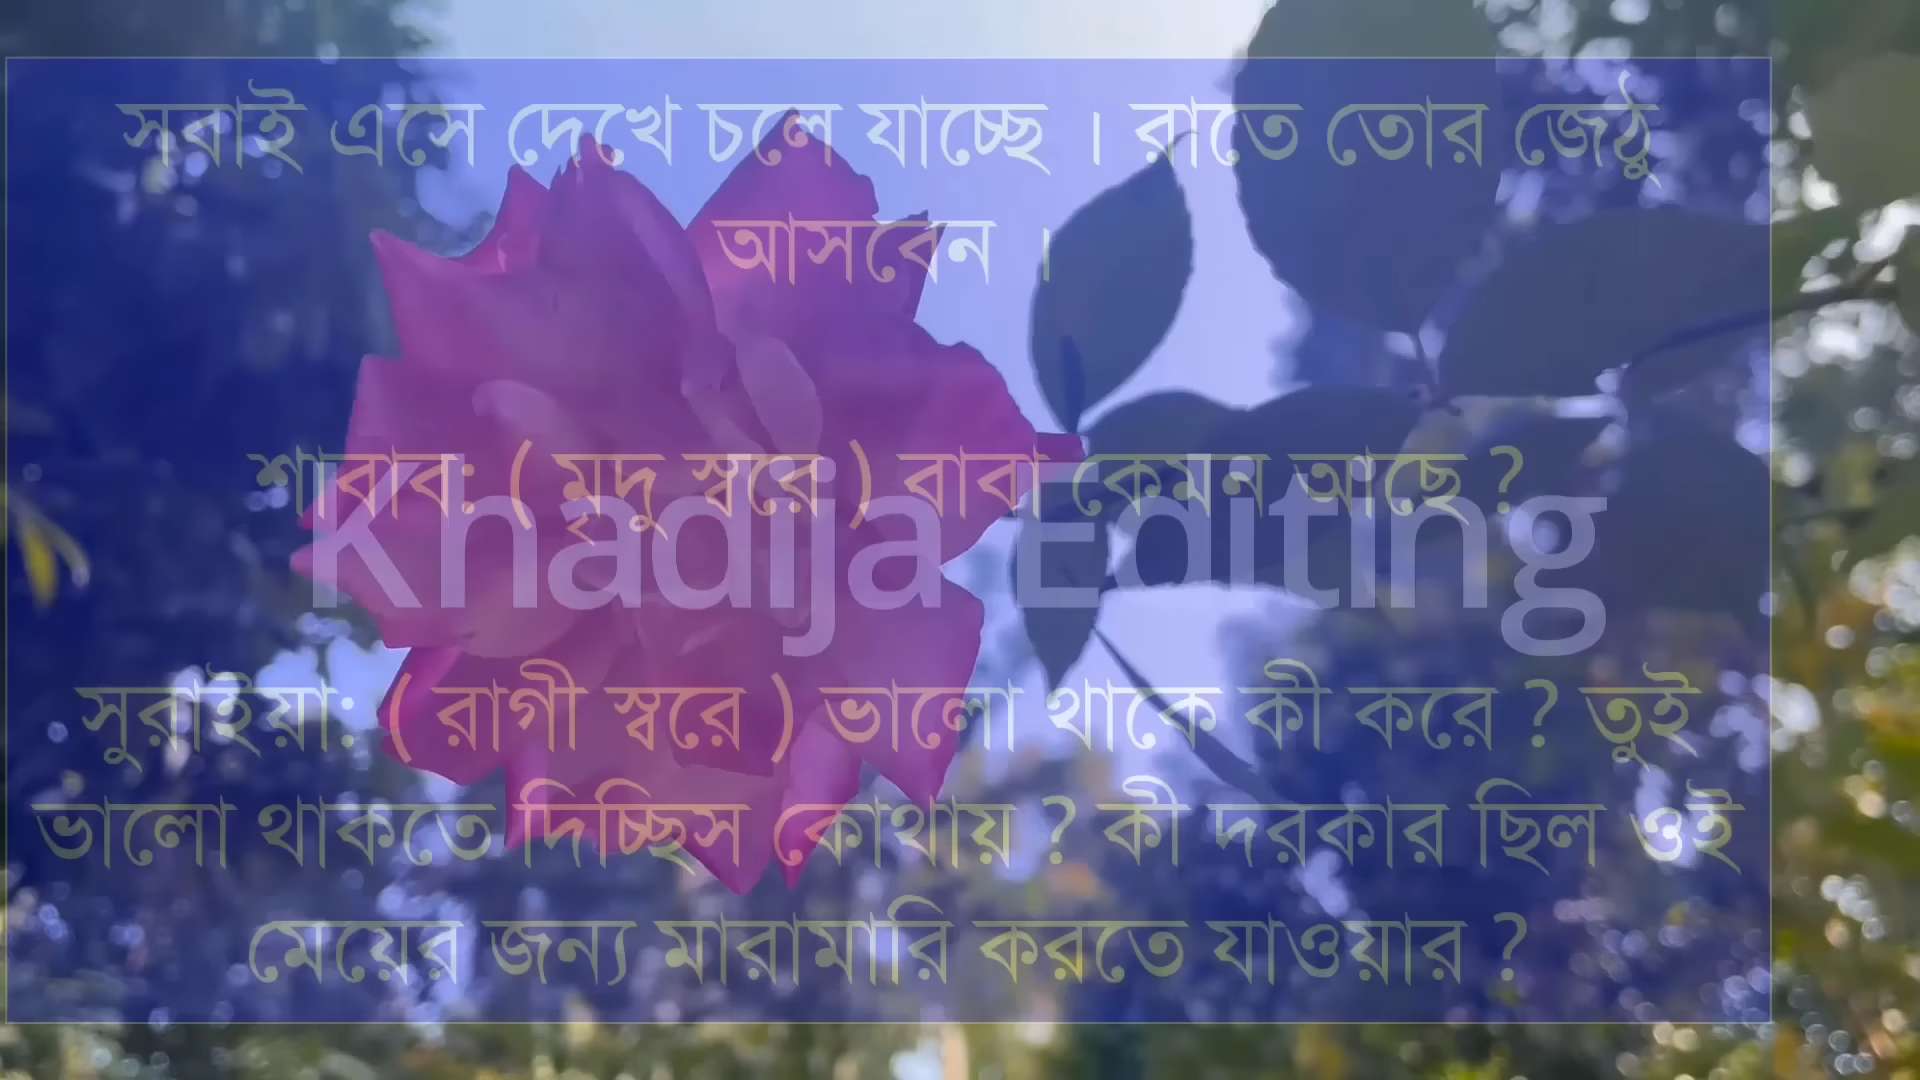 সবাই এসে দেখে চলে যাচ্ছে । রাতে তোর জেঠু
আসবেন ।
শাবাব: ( মৃদু স্বরে ) বাবা কেমন আছে ?
Khadija Editing
সুরাইয়া: ( রাগী স্বরে ) ভালো থাকে কী করে ? তুই
ভালো থাকতে দিচ্ছিস কোথায় ? কী দরকার ছিল ওই
মেয়ের জন্য মারামারি করতে যাওয়ার ?